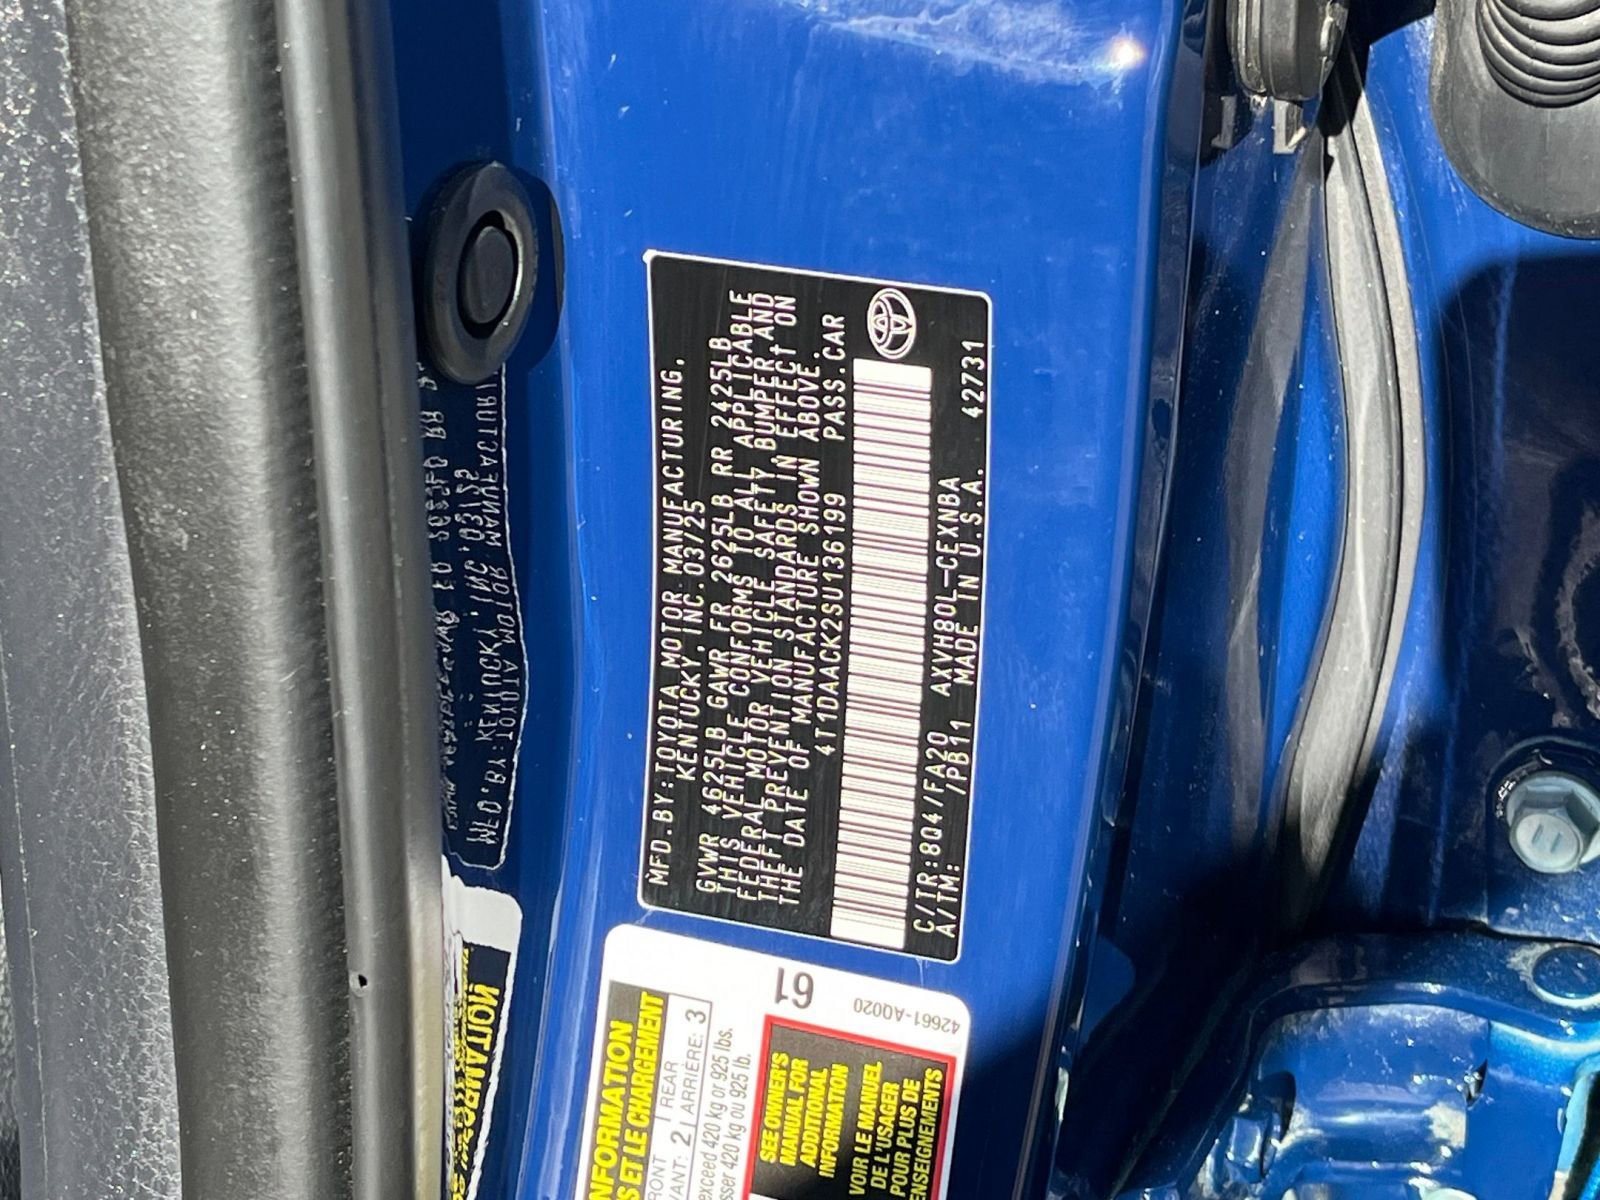 MFD.BY:TOYOTA MOTOR MANUFACTURING,
KENTUCKY,INC.03/25
GVWR 4625LB GAWR FR 2625LB RR 2425LB
THIS VEHICLE CONFORMS TO ALL APPLICABLE
FEDERAL MOTOR VEHICLE SAFETY,BUMPER,AND
THEFT PREVENTION STANDARDS IN EFFECT ON
THE DATE OF MANUFACTURE SHOWN ABOVE.
4T1DAACK2SU136199 PASS.CAR
C/TR:8Q4/FA20 AXVH80L-CEXNBA
A/TM: /PB11 MADE IN U.S.A. 42731
61
42661-A0020
NFORMATION
S ET LE CHARGEMENT
RONT 2 REAR 3
VANT: ARRIÈRE:
exceed 420 kg or 925 lbs.
sser 420 kg ou 925 lb.
SEE OWNER'S
MANUAL FOR
ADDITIONAL
INFORMATION
VOIR LE MANUEL
DE L'USAGER
POUR PLUS DE
ENSEIGNEMENTS